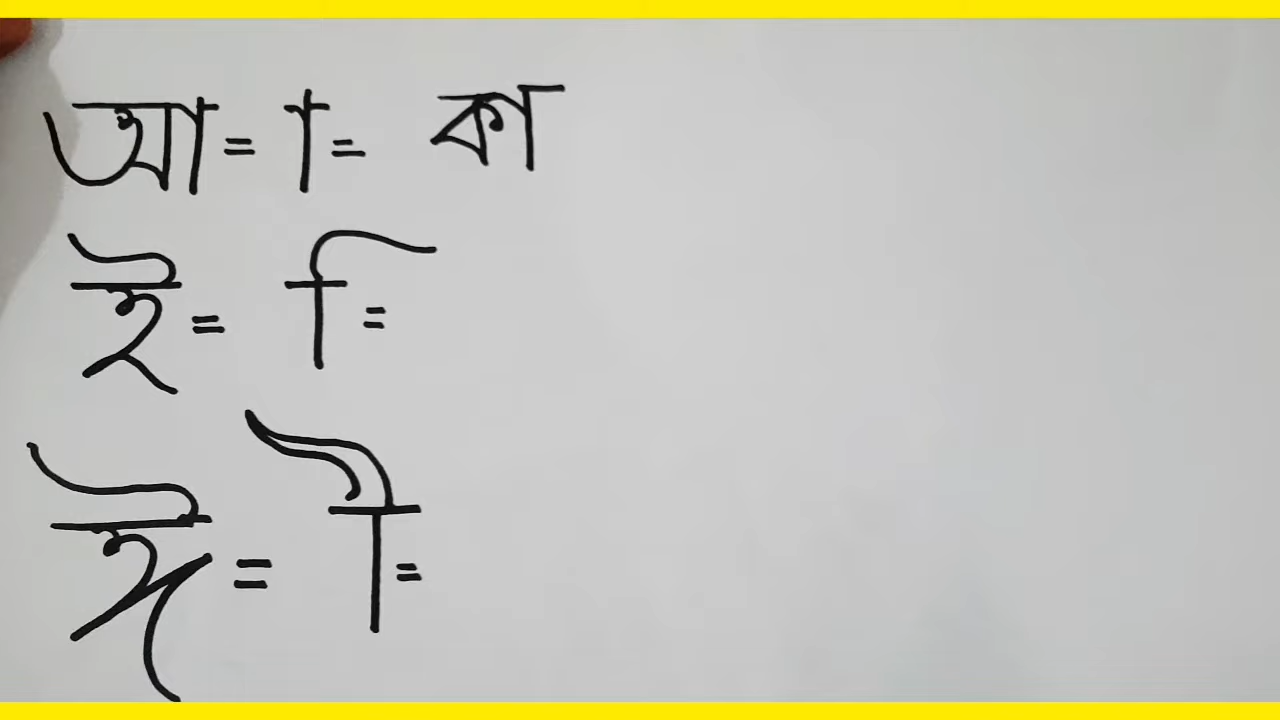 আ = া = কা
ই = ি =
ঈ = ী =